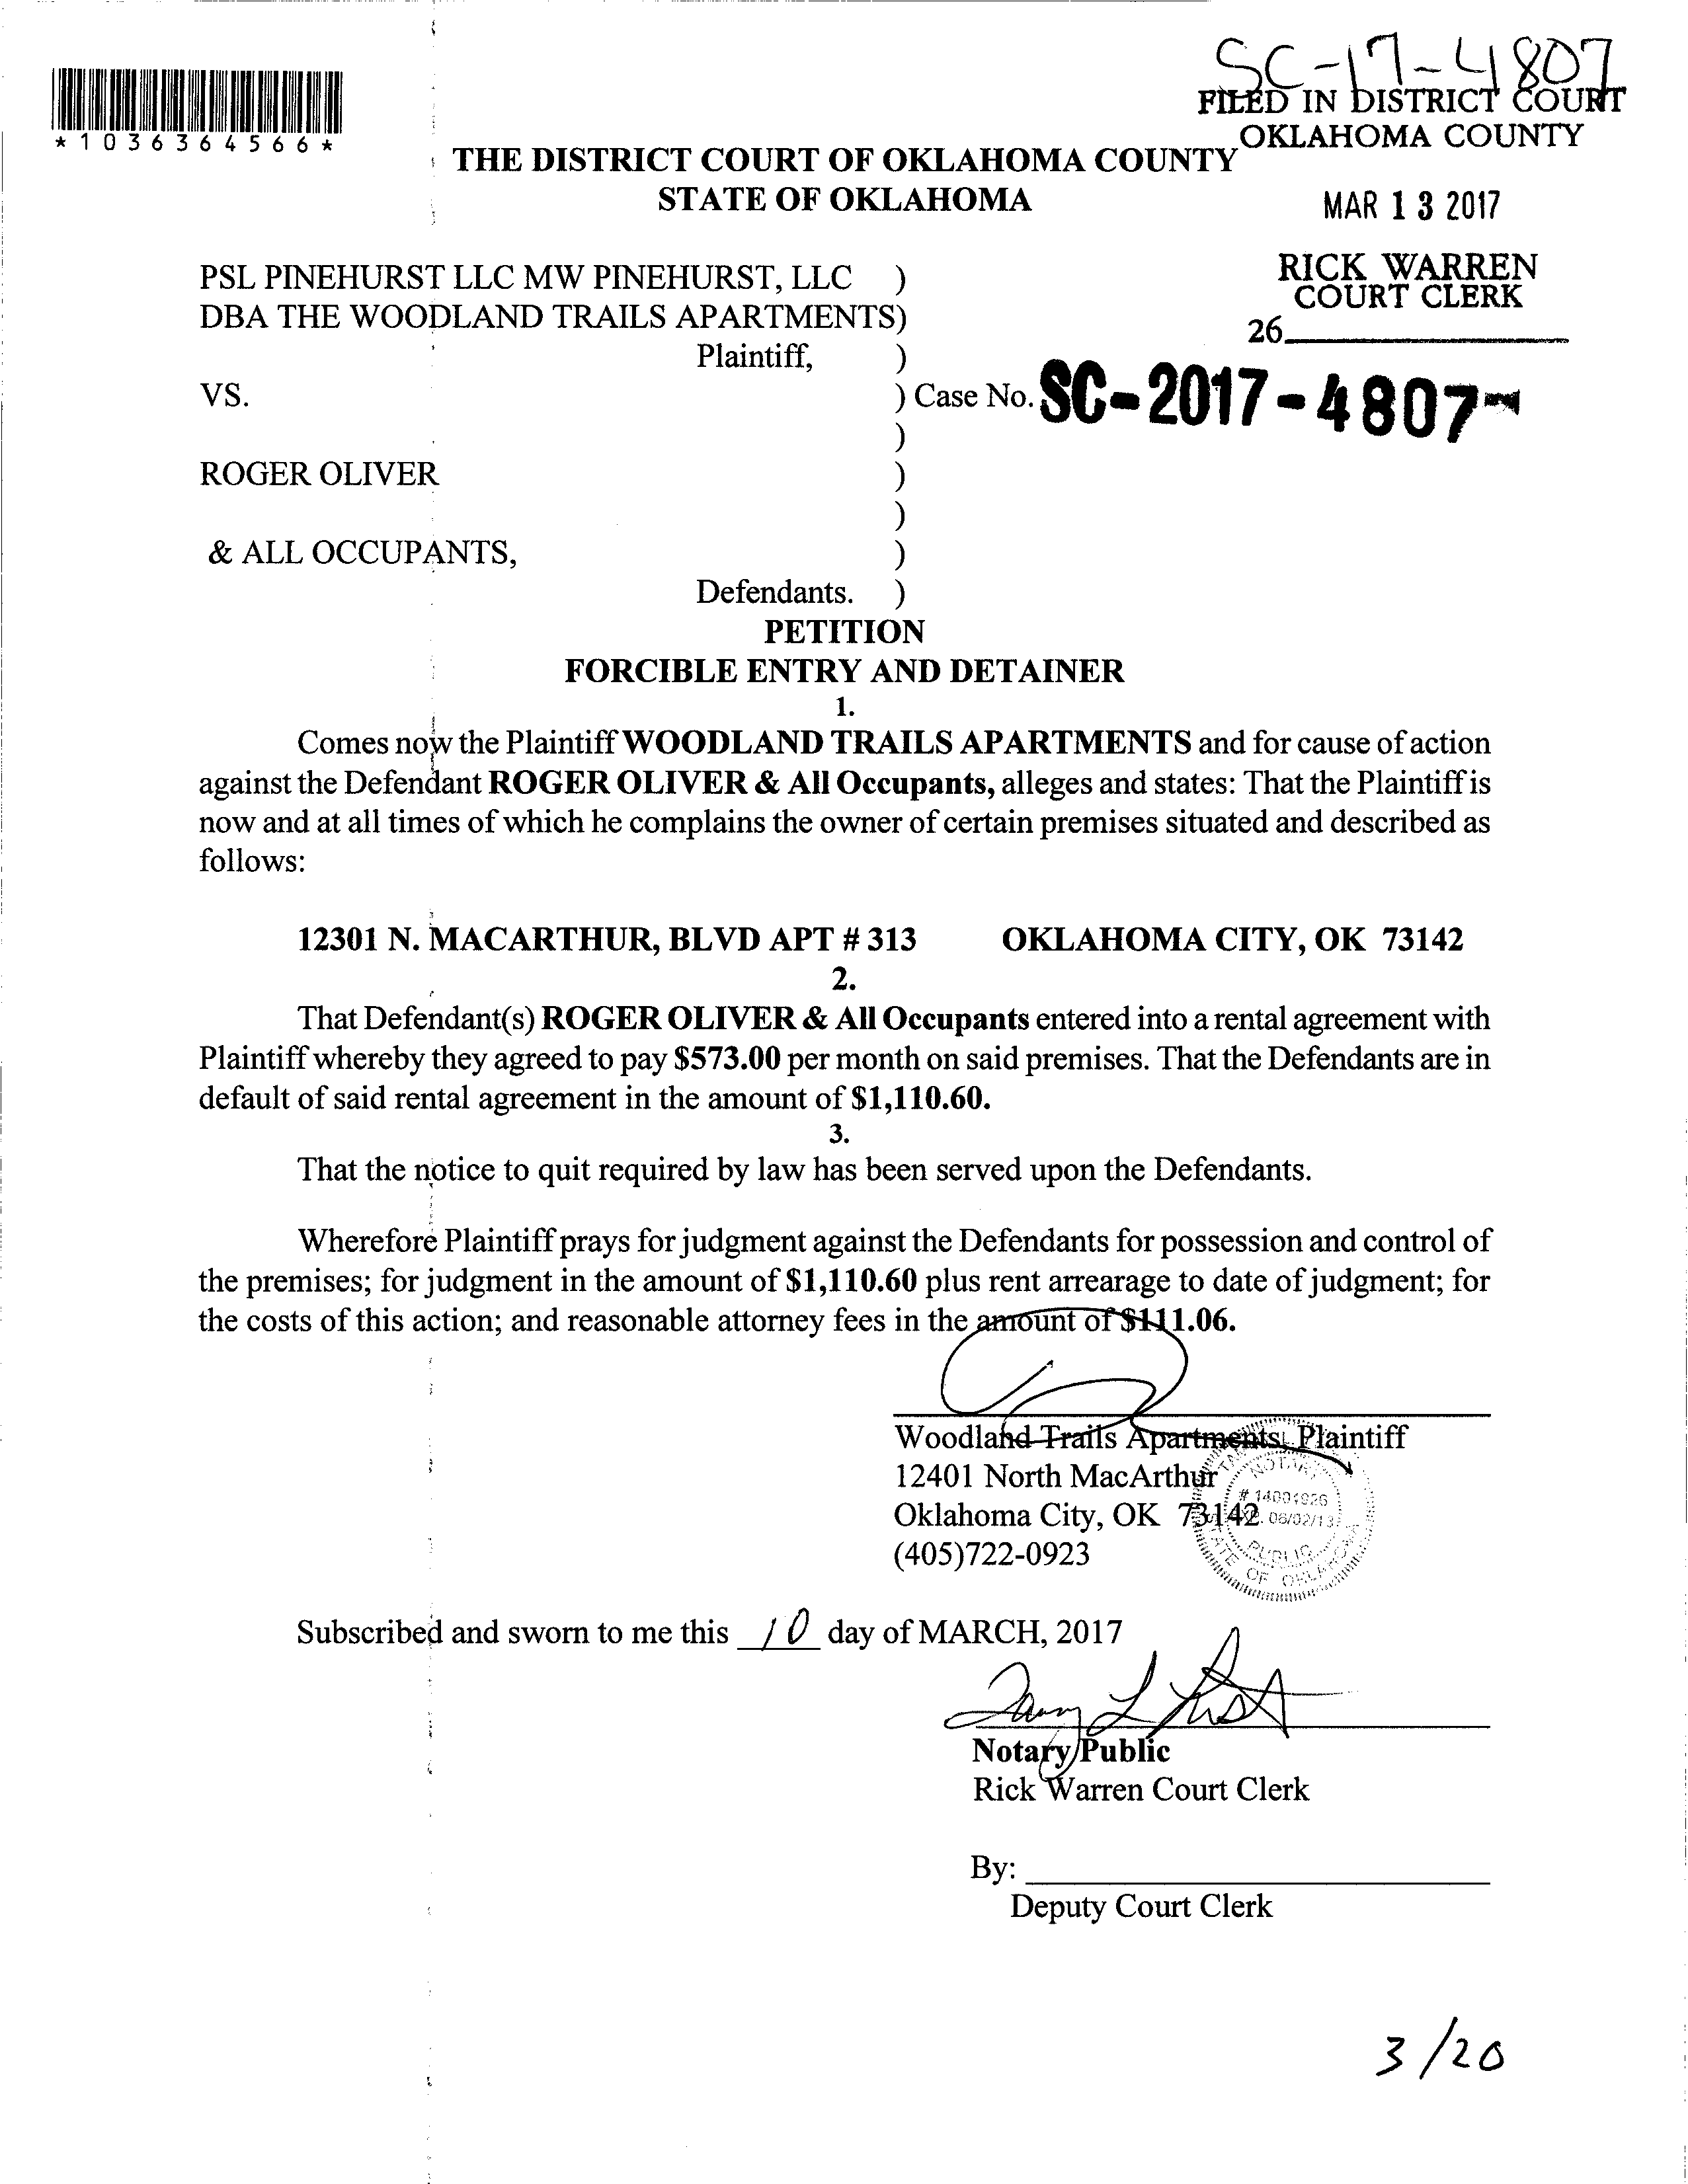 SC-17-4807
FILED IN DISTRICT COURT
OKLAHOMA COUNTY
*1036364566*
THE DISTRICT COURT OF OKLAHOMA COUNTY
STATE OF OKLAHOMA
MAR 13 2017
RICK WARREN
COURT CLERK
26
PSL PINEHURST LLC MW PINEHURST, LLC )
DBA THE WOODLAND TRAILS APARTMENTS)
Plaintiff, )
VS. ) Case No. SC-2017-4807
)
ROGER OLIVER )
)
& ALL OCCUPANTS, )
Defendants. )
PETITION
FORCIBLE ENTRY AND DETAINER
1.
Comes now the Plaintiff WOODLAND TRAILS APARTMENTS and for cause of action
against the Defendant ROGER OLIVER & All Occupants, alleges and states: That the Plaintiff is
now and at all times of which he complains the owner of certain premises situated and described as
follows:
12301 N. MACARTHUR, BLVD APT # 313 OKLAHOMA CITY, OK 73142
2.
That Defendant(s) ROGER OLIVER & All Occupants entered into a rental agreement with
Plaintiff whereby they agreed to pay $573.00 per month on said premises. That the Defendants are in
default of said rental agreement in the amount of $1,110.60.
3.
That the notice to quit required by law has been served upon the Defendants.
Wherefore Plaintiff prays for judgment against the Defendants for possession and control of
the premises; for judgment in the amount of $1,110.60 plus rent arrearage to date of judgment; for
the costs of this action; and reasonable attorney fees in the amount of $111.06.
Woodland Trails Apartments, Plaintiff
12401 North MacArthur
Oklahoma City, OK 73142
(405)722-0923
NOTARY
PUBLIC
STATE OF OKLAHOMA
Subscribed and sworn to me this 10 day of MARCH, 2017
Notary Public
Rick Warren Court Clerk
By:
Deputy Court Clerk
3/20